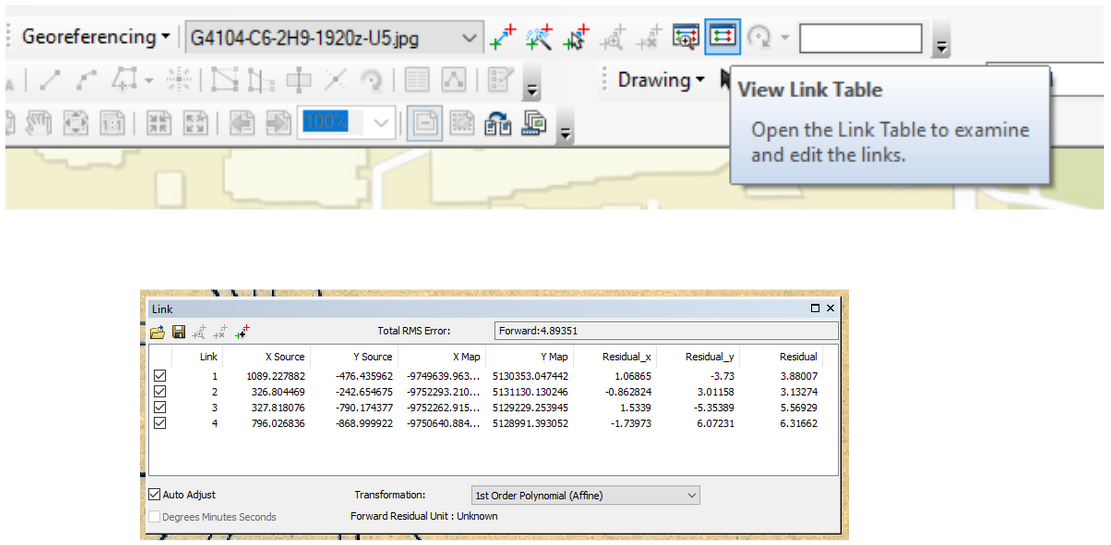 Georeferencing G4104-C6-2H9-1920z-U5.jpg
Drawing
View Link Table
Open the Link Table to examine
and edit the links.
1:1 100%
Link
Total RMS Error: Forward:4.89351
Link X Source Y Source X Map Y Map Residual_x Residual_y Residual
1 1089.227882 -476.435962 -9749639.963... 5130353.047442 1.06865 -3.73 3.88007
2 326.804469 -242.654675 -9752293.210... 5131130.130246 -0.862824 3.01158 3.13274
3 327.818076 -790.174377 -9752262.915... 5129229.253945 1.5339 -5.35389 5.56929
4 796.026836 -868.999922 -9750640.884... 5128991.393052 -1.73973 6.07231 6.31662
Auto Adjust Transformation: 1st Order Polynomial (Affine)
Degrees Minutes Seconds Forward Residual Unit : Unknown